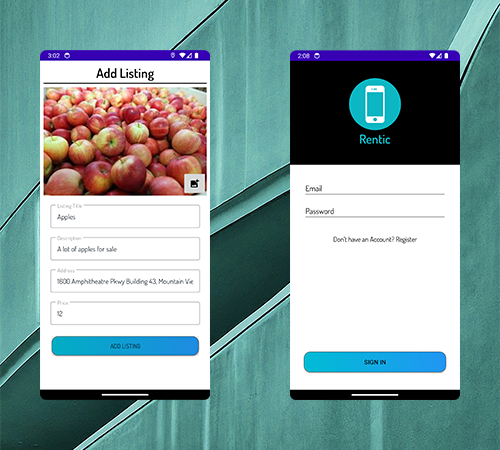 3:02
Add Listing
Listing Title
Apples
Description
A lot of apples for sale
Address
1600 Amphitheatre Pkwy Building 43, Mountain Vie
Price
12
ADD LISTING
2:08
Rentic
Email
Password
Don't have an Account? Register
SIGN IN